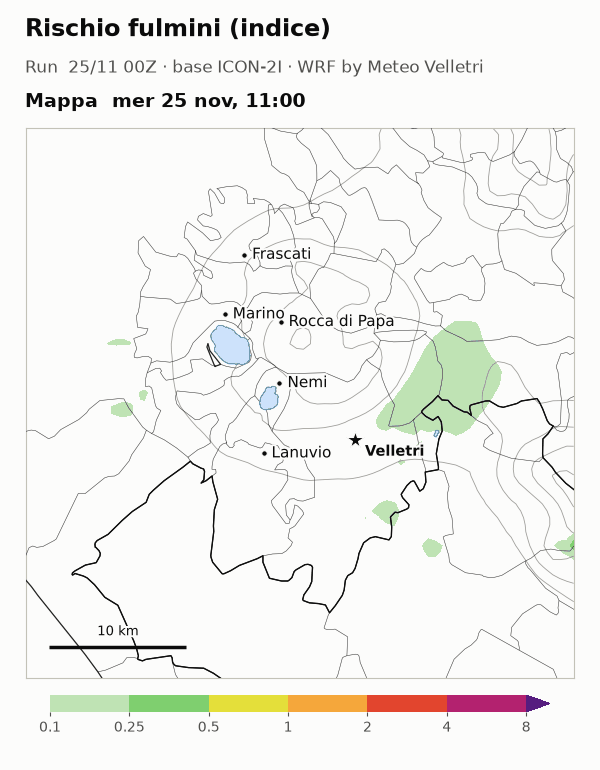 Rischio fulmini (indice)
Run  25/11 00Z · base ICON-2I · WRF by Meteo Velletri
Mappa  mer 25 nov, 11:00
Frascati
Marino
Rocca di Papa
Nemi
Velletri
Lanuvio
10 km
0.1 0.25 0.5 1 2 4 8